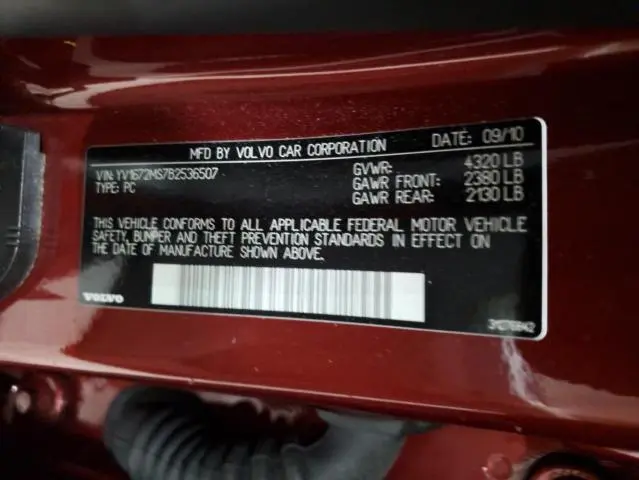 MFD BY VOLVO CAR CORPORATION DATE: 09/10
VIN: YV1672MS7B2536507 GVWR: 4320 LB
TYPE: PC GAWR FRONT: 2380 LB
GAWR REAR: 2130 LB
THIS VEHICLE CONFORMS TO ALL APPLICABLE FEDERAL MOTOR VEHICLE
SAFETY, BUMPER AND THEFT PREVENTION STANDARDS IN EFFECT ON
THE DATE OF MANUFACTURE SHOWN ABOVE.
VOLVO